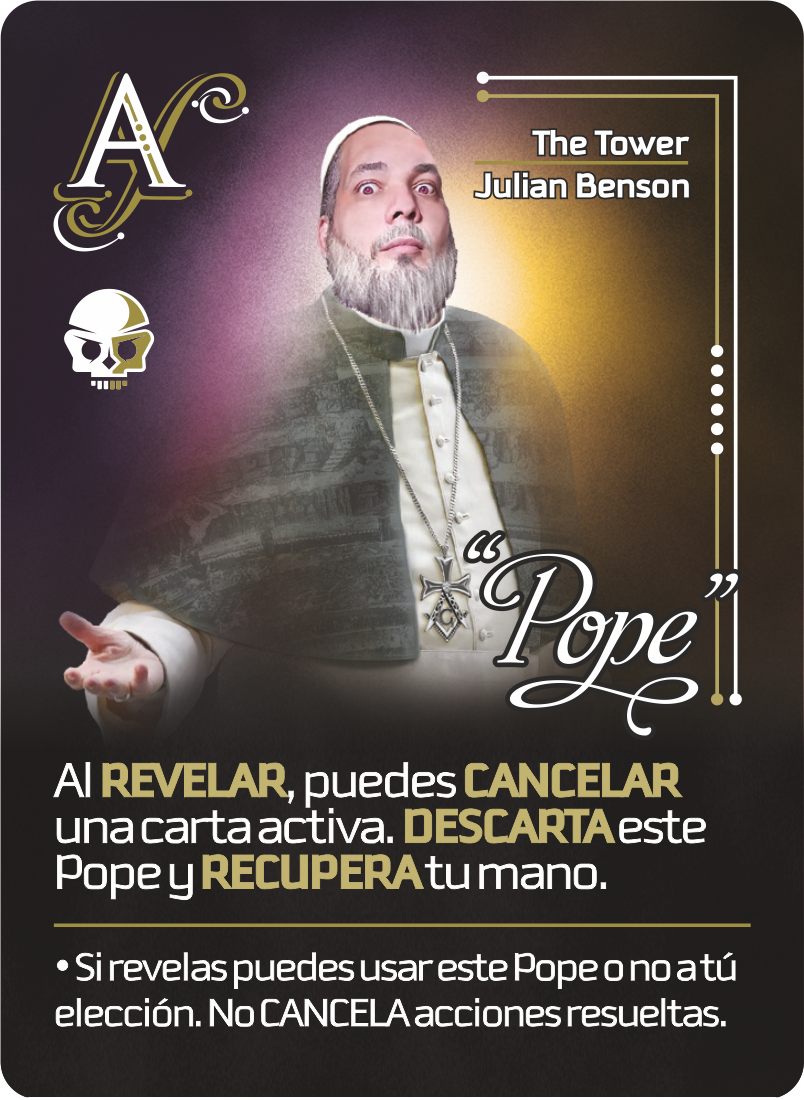 A
The Tower
Julian Benson
“Pope”
Al REVELAR, puedes CANCELAR
una carta activa. DESCARTA este
Pope y RECUPERA tu mano.
• Si revelas puedes usar este Pope o no a tú
elección. No CANCELA acciones resueltas.